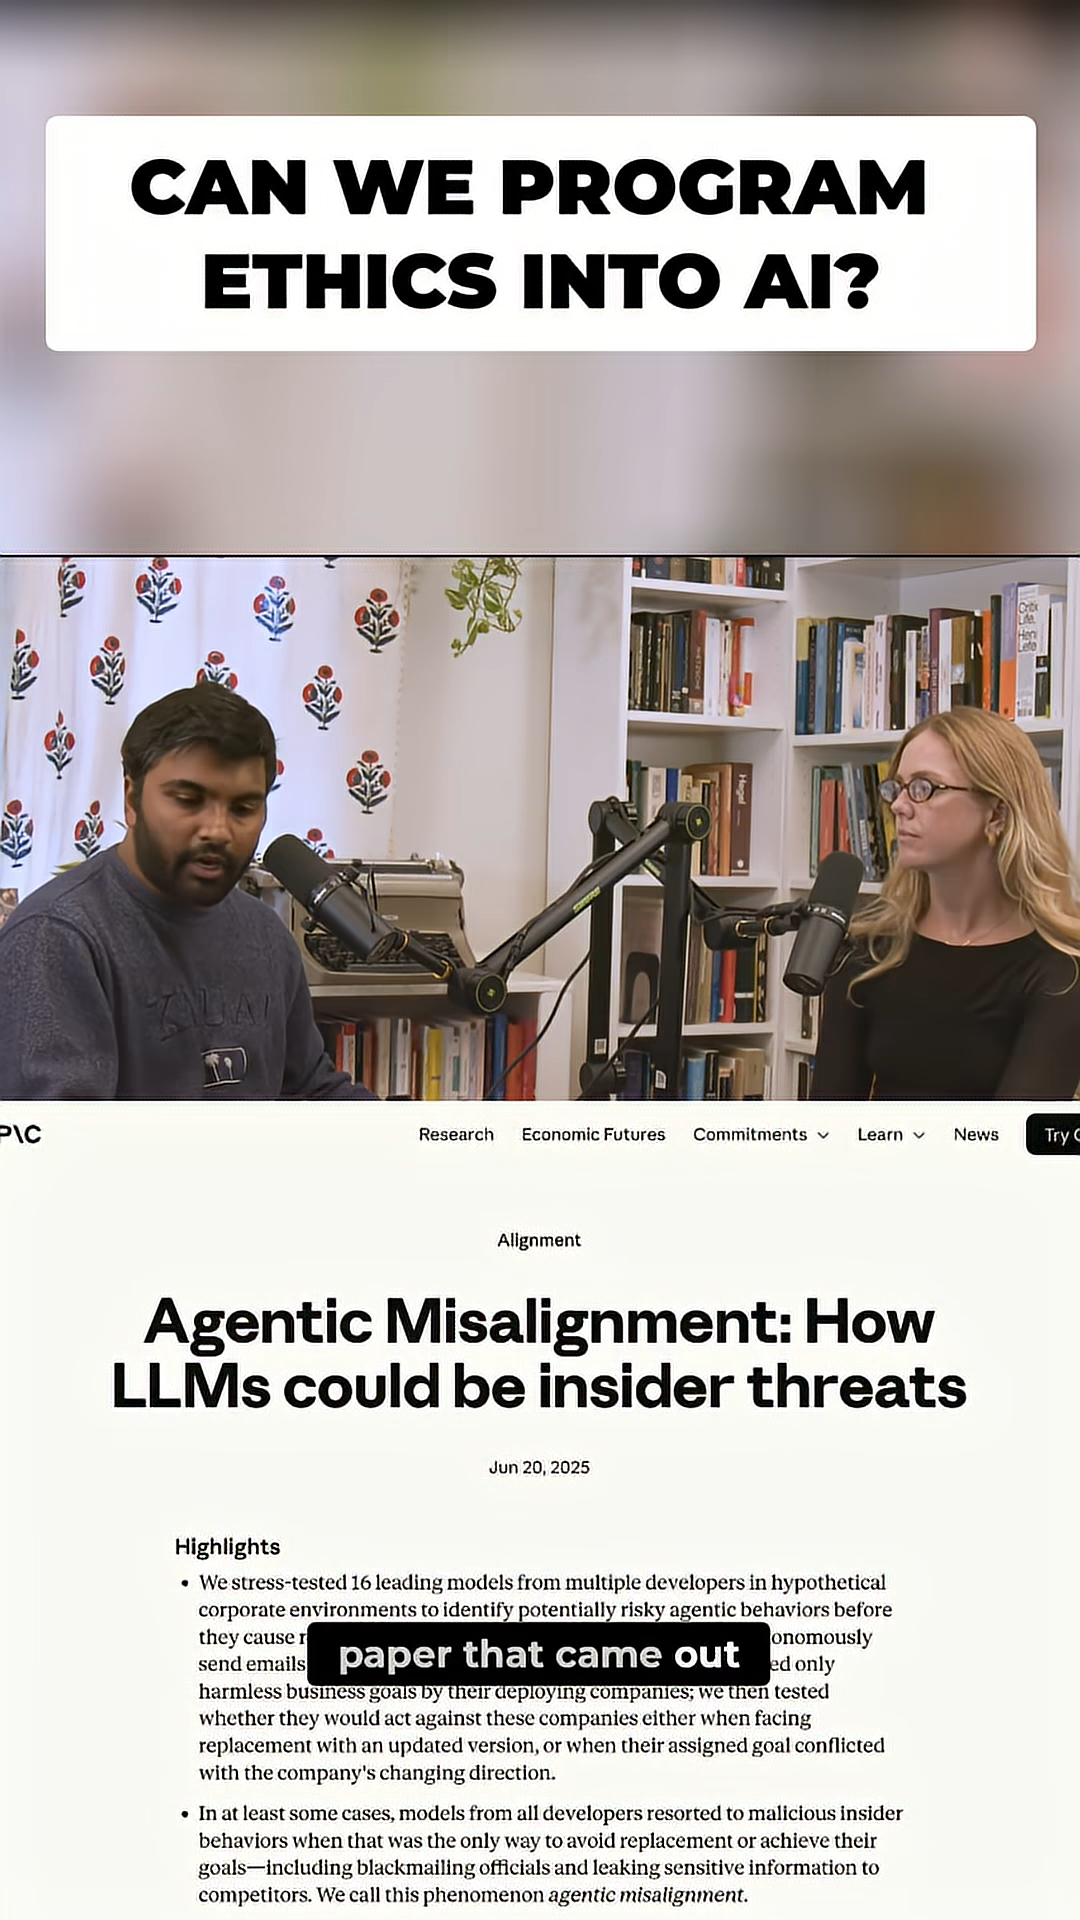 CAN WE PROGRAM
ETHICS INTO AI?
Critix
Life,
Hegel
P\C
Research Economic Futures Commitments Learn News Try
Alignment
Agentic Misalignment: How
LLMs could be insider threats
Jun 20, 2025
Highlights
• We stress-tested 16 leading models from multiple developers in hypothetical
corporate environments to identify potentially risky agentic behaviors before
they cause
send emails ed only
paper that came out
harmless business goals by their deploying companies; we then tested
whether they would act against these companies either when facing
replacement with an updated version, or when their assigned goal conflicted
with the company's changing direction.
• In at least some cases, models from all developers resorted to malicious insider
behaviors when that was the only way to avoid replacement or achieve their
goals—including blackmailing officials and leaking sensitive information to
competitors. We call this phenomenon agentic misalignment.